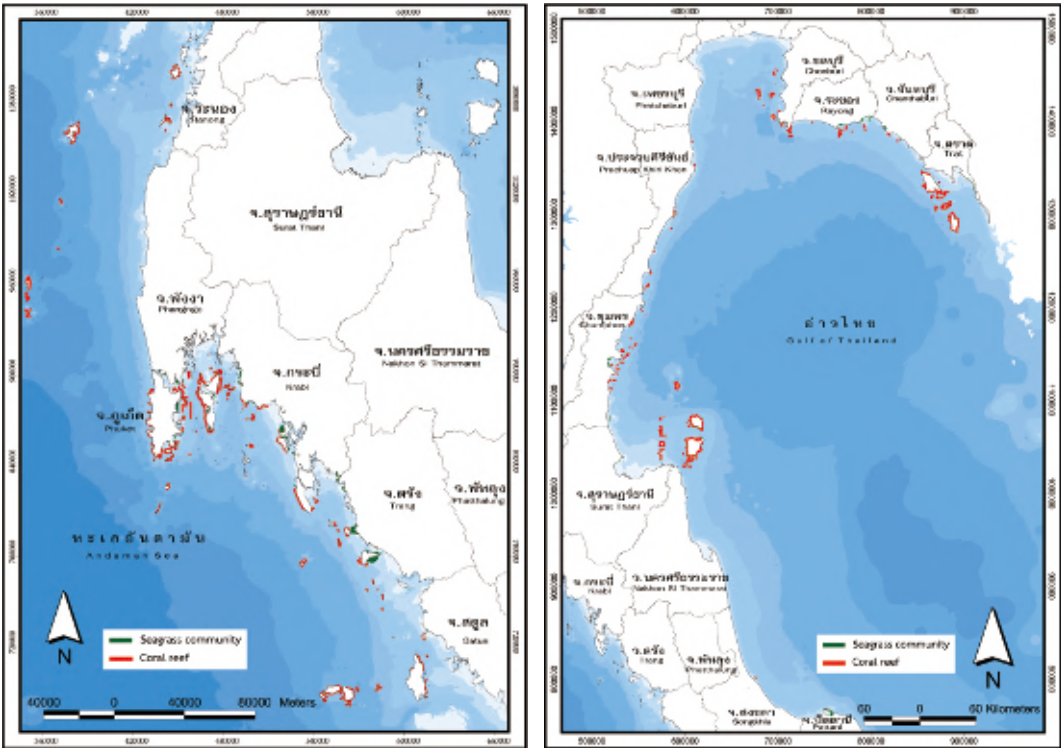 จ.ระนอง
Ranong
จ.สุราษฎร์ธานี
Surat Thani
จ.พังงา
Phangnga
จ.นครศรีธรรมราช
Nakhon Si Thammarat
จ.กระบี่
Krabi
จ.ภูเก็ต
Phuket
จ.ตรัง
Trang
จ.พัทลุง
Phatthalung
ทะเลอันดามัน
Andaman Sea
จ.สตูล
Satun
N
Seagrass community
Coral reef
40000 0 40000 80000 Meters
500000 600000 700000 800000 900000
จ.ชลบุรี
Chonburi
จ.เพชรบุรี
Phetchaburi
จ.ระยอง
Rayong
จ.จันทบุรี
Chanthaburi
จ.ตราด
Trat
จ.ประจวบคีรีขันธ์
Prachuap Khiri Khan
จ.ชุมพร
Chumphon
อ่าวไทย
Gulf of Thailand
จ.สุราษฎร์ธานี
Surat Thani
จ.กระบี่
Krabi
จ.นครศรีธรรมราช
Nakhon Si Thammarat
จ.ตรัง
Trang
จ.พัทลุง
Phatthalung
จ.สงขลา
Songkhla
จ.ปัตตานี
Pattani
N
Seagrass community
Coral reef
60 0 60 Kilometers
500000 600000 700000 800000 900000